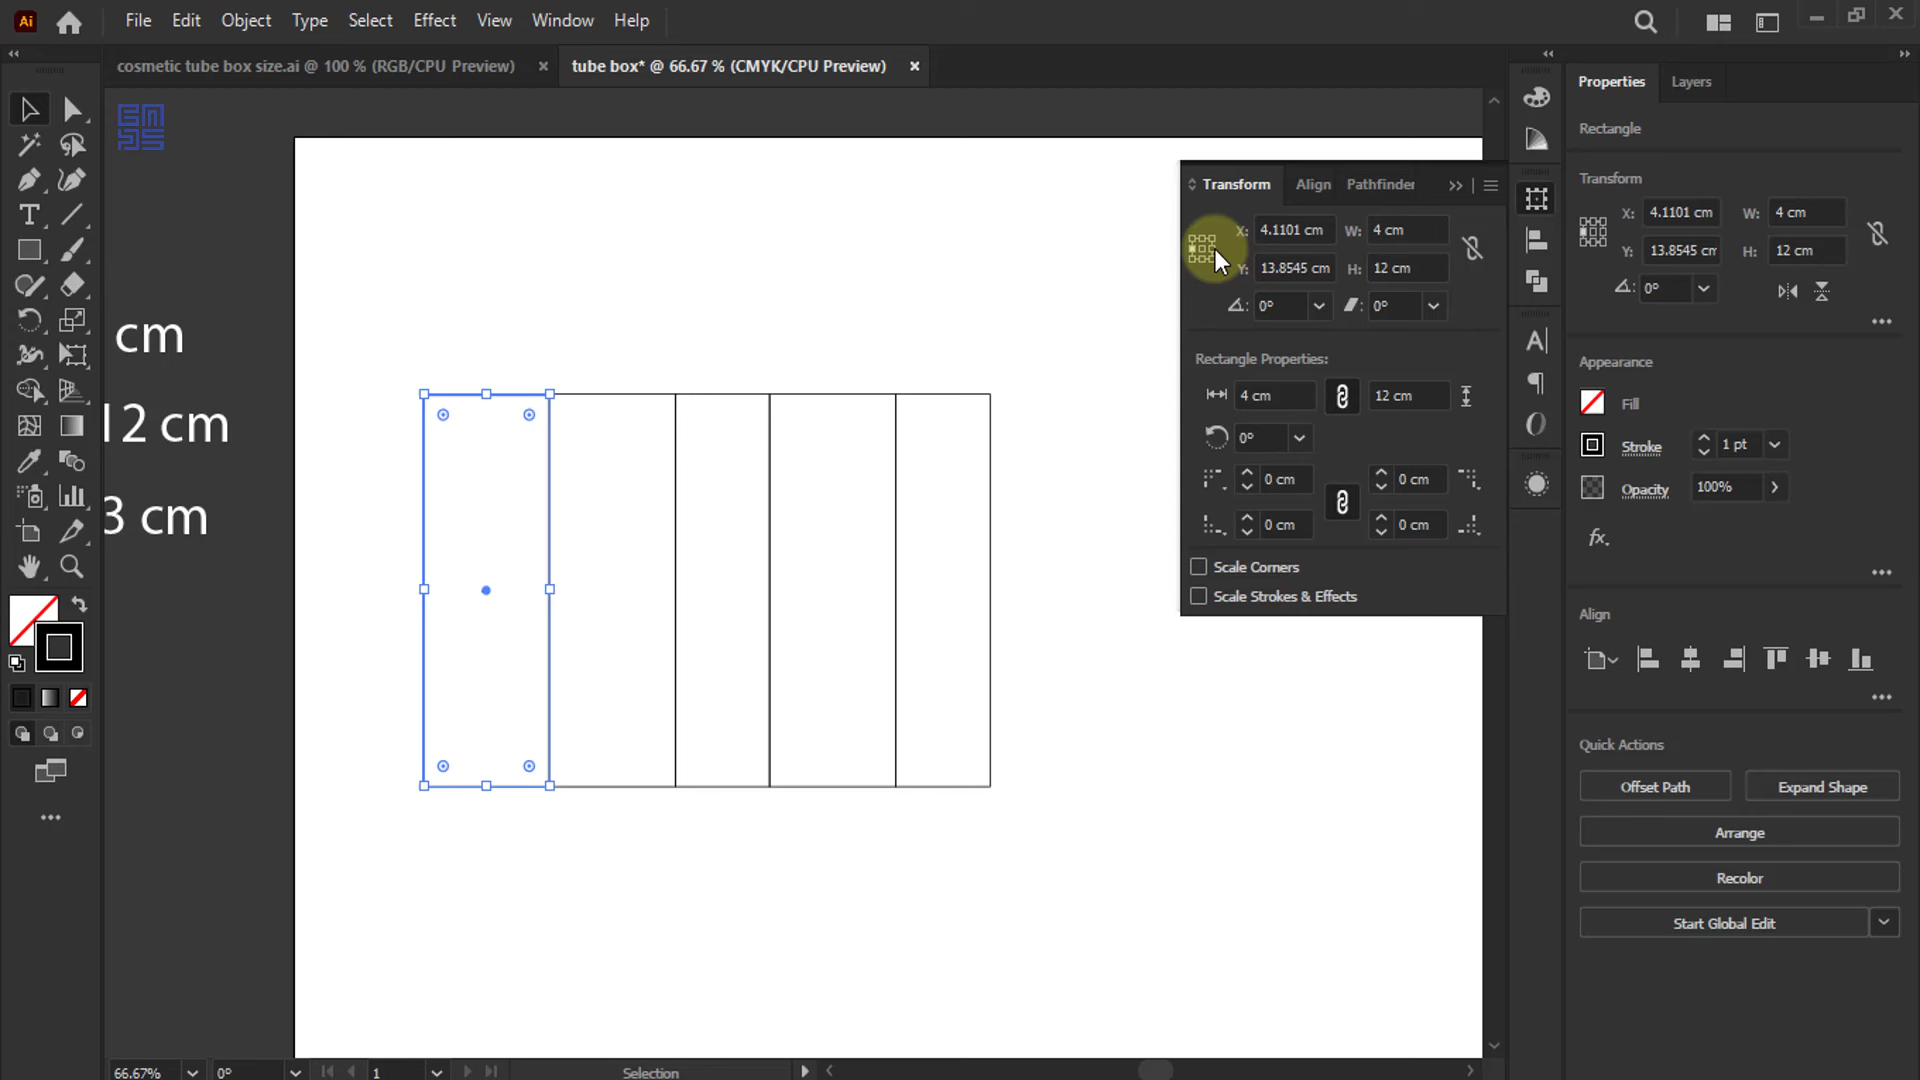 Ai File Edit Object Type Select Effect View Window Help
cosmetic tube box size.ai @ 100 % (RGB/CPU Preview)
tube box* @ 66.67 % (CMYK/CPU Preview)
cm
12 cm
3 cm
Transform Align Pathfinder
X: 4.1101 cm W: 4 cm
Y: 13.8545 cm H: 12 cm
0° 0°
Rectangle Properties:
4 cm 12 cm
0°
0 cm 0 cm
0 cm 0 cm
Scale Corners
Scale Strokes & Effects
Properties Layers
Rectangle
Transform
X: 4.1101 cm W: 4 cm
Y: 13.8545 cm H: 12 cm
0°
Appearance
Fill
Stroke 1 pt
Opacity 100%
fx.
Align
Quick Actions
Offset Path Expand Shape
Arrange
Recolor
Start Global Edit
66.67% 0° 1 Selection